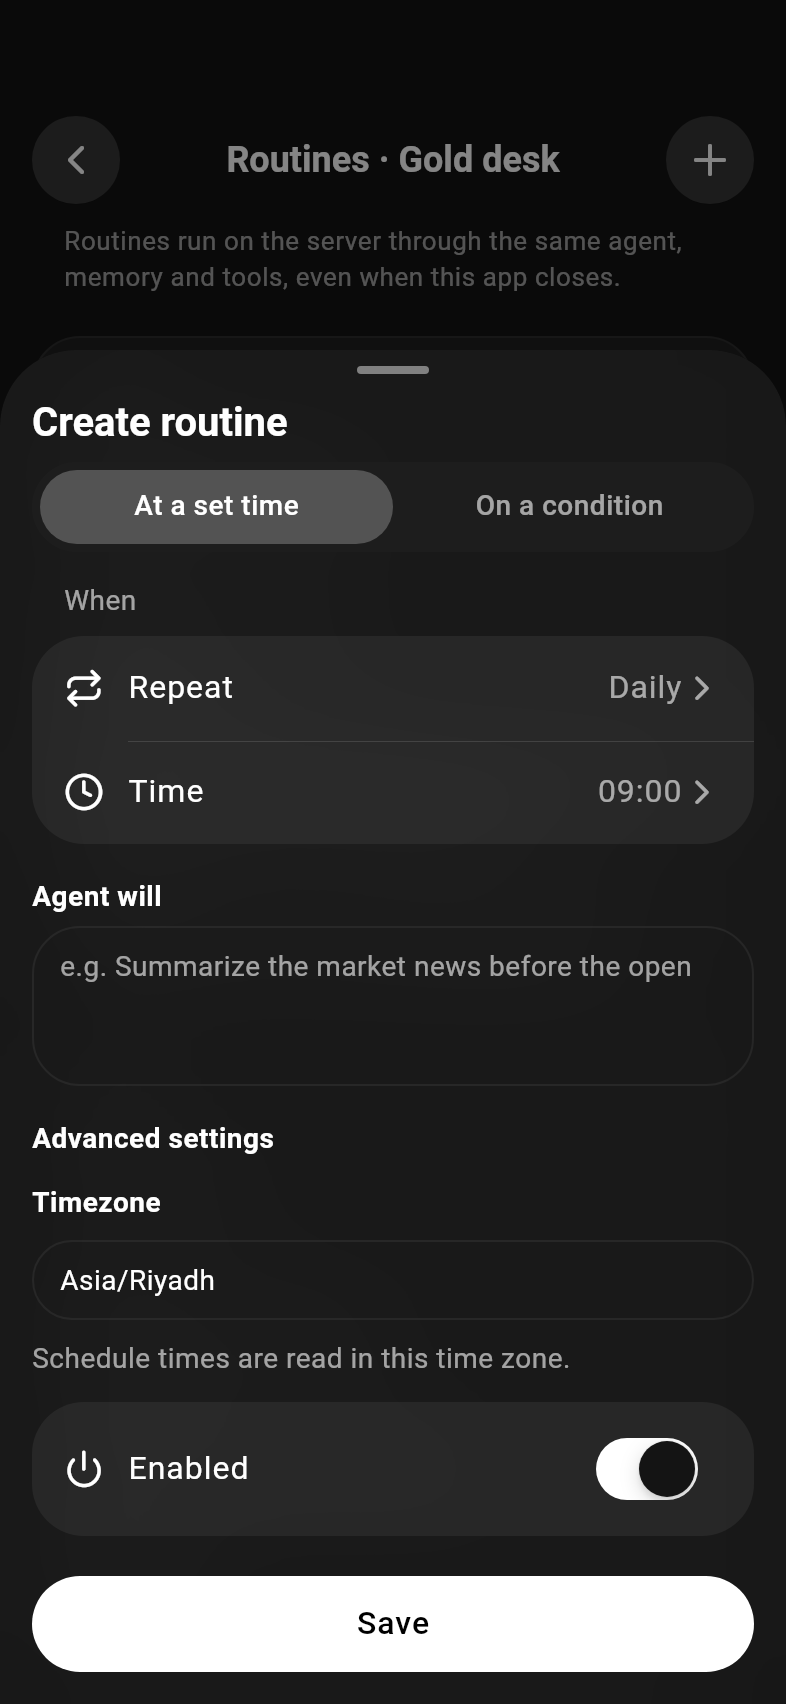 Routines · Gold desk
Routines run on the server through the same agent,
memory and tools, even when this app closes.
Create routine
At a set time
On a condition
When
Repeat
Daily
Time
09:00
Agent will
e.g. Summarize the market news before the open
Advanced settings
Timezone
Asia/Riyadh
Schedule times are read in this time zone.
Enabled
Save